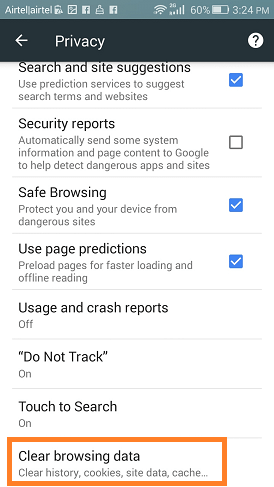 Airtel|airtel 3G 60% 3:24 PM
Privacy ?
Search and site suggestions
Use prediction services to suggest
search terms and websites
Security reports
Automatically send some system
information and page content to Google
to help detect dangerous apps and sites
Safe Browsing
Protect you and your device from
dangerous sites
Use page predictions
Preload pages for faster loading and
offline reading
Usage and crash reports
Off
“Do Not Track”
On
Touch to Search
On
Clear browsing data
Clear history, cookies, site data, cache…